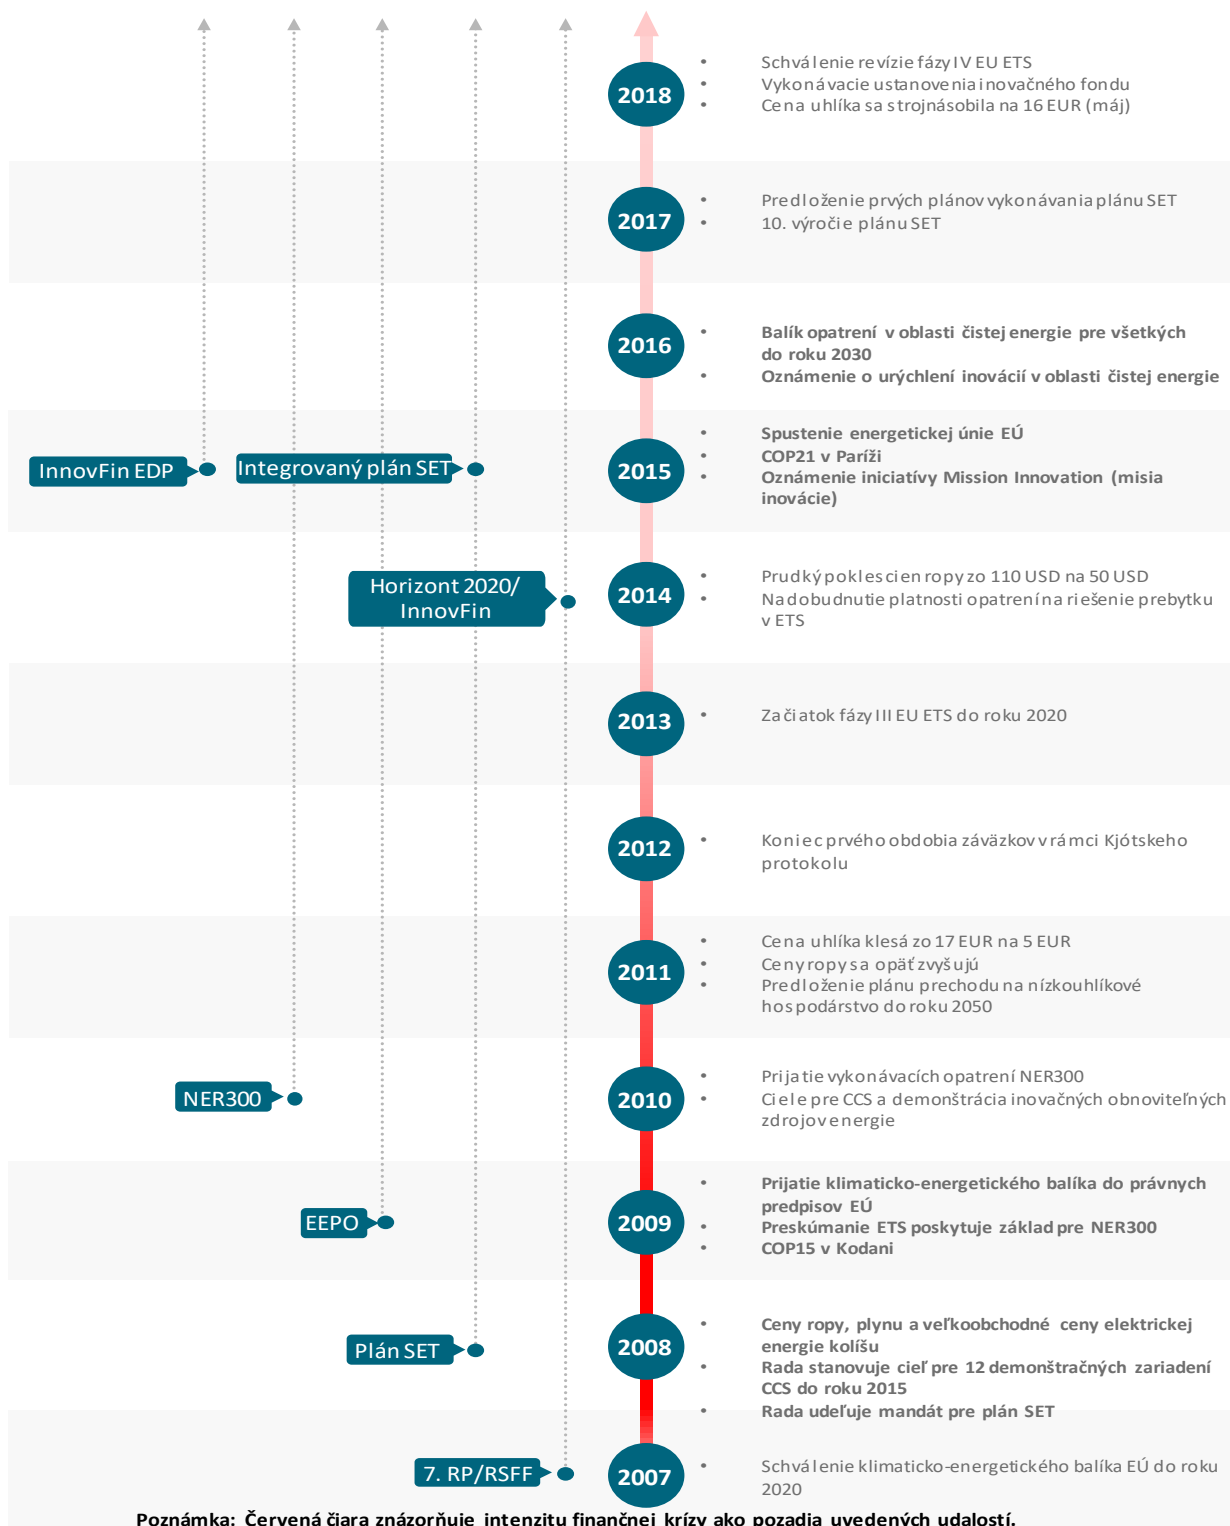 2018
• Schválenie revízie fázy IV EU ETS
• Vykonávacie ustanovenia inovačného fondu
• Cena uhlíka sa strojnásobila na 16 EUR (máj)
2017
• Predloženie prvých plánov vykonávania plánu SET
• 10. výročie plánu SET
2016
• Balík opatrení v oblasti čistej energie pre všetkých
do roku 2030
• Oznámenie o urýchlení inovácií v oblasti čistej energie
InnovFin EDP
Integrovaný plán SET
2015
• Spustenie energetickej únie EÚ
• COP21 v Paríži
• Oznámenie iniciatívy Mission Innovation (misia
inovácie)
Horizont 2020/
InnovFin
2014
• Prudký pokles cien ropy zo 110 USD na 50 USD
• Nadobudnutie platnosti opatrení na riešenie prebytku
v ETS
2013
• Začiatok fázy III EU ETS do roku 2020
2012
• Koniec prvého obdobia záväzkov v rámci Kjótskeho
protokolu
2011
• Cena uhlíka klesá zo 17 EUR na 5 EUR
• Ceny ropy sa opäť zvyšujú
• Predloženie plánu prechodu na nízkouhlíkové
hospodárstvo do roku 2050
NER300
2010
• Prijatie vykonávacích opatrení NER300
• Ciele pre CCS a demonštrácia inovačných obnoviteľných
zdrojov energie
EEPO
2009
• Prijatie klimaticko-energetického balíka do právnych
predpisov EÚ
• Preskúmanie ETS poskytuje základ pre NER300
• COP15 v Kodani
Plán SET
2008
• Ceny ropy, plynu a veľkoobchodné ceny elektrickej
energie kolíšu
• Rada stanovuje cieľ pre 12 demonštračných zariadení
CCS do roku 2015
• Rada udeľuje mandát pre plán SET
7. RP/RSFF
2007
• Schválenie klimaticko-energetického balíka EÚ do roku
2020
Poznámka: Červená čiara znázorňuje intenzitu finančnej krízy ako pozadia uvedených udalostí.